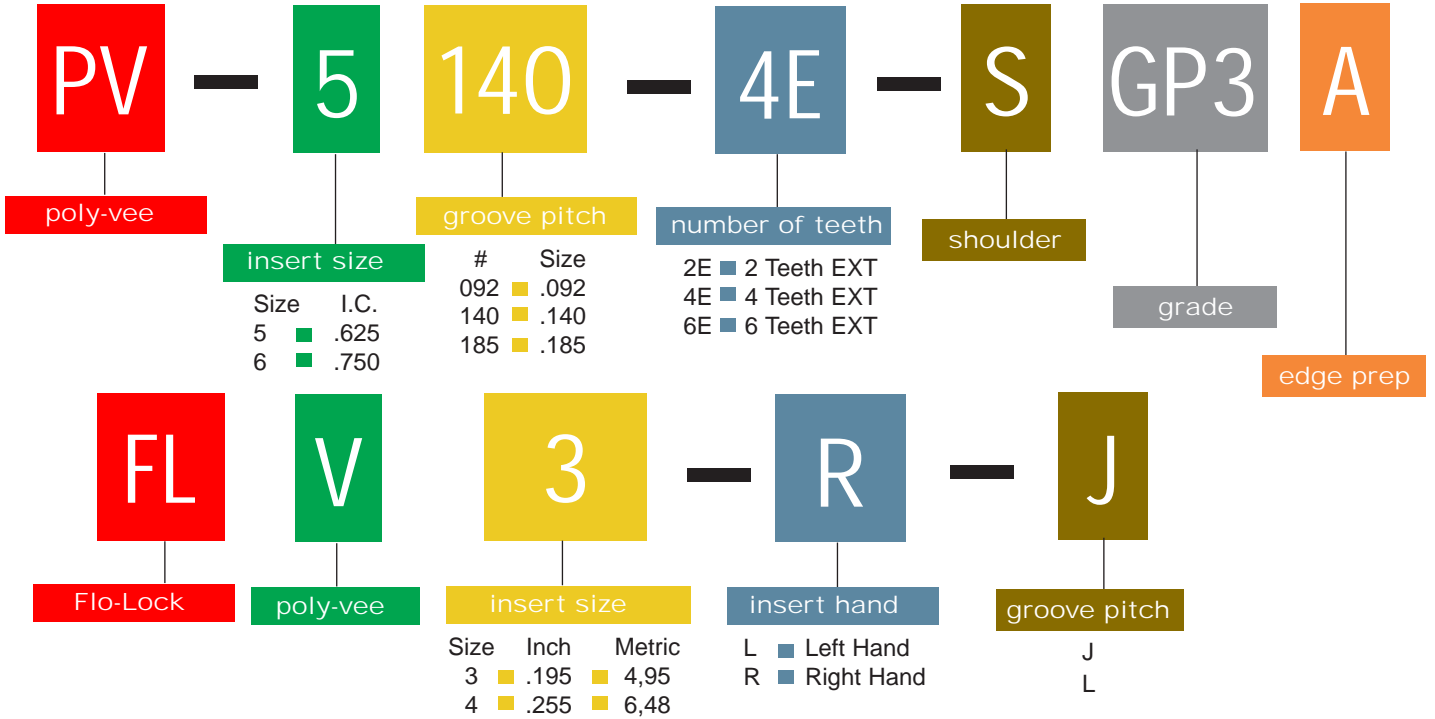 PV – 5 140 – 4E – S GP3 A
poly-vee
insert size
Size I.C.
5 .625
6 .750
groove pitch
# Size
092 .092
140 .140
185 .185
number of teeth
2E 2 Teeth EXT
4E 4 Teeth EXT
6E 6 Teeth EXT
shoulder
grade
edge prep
FL V 3 – R – J
Flo-Lock
poly-vee
insert size
Size Inch Metric
3 .195 4,95
4 .255 6,48
insert hand
L Left Hand
R Right Hand
groove pitch
J
L